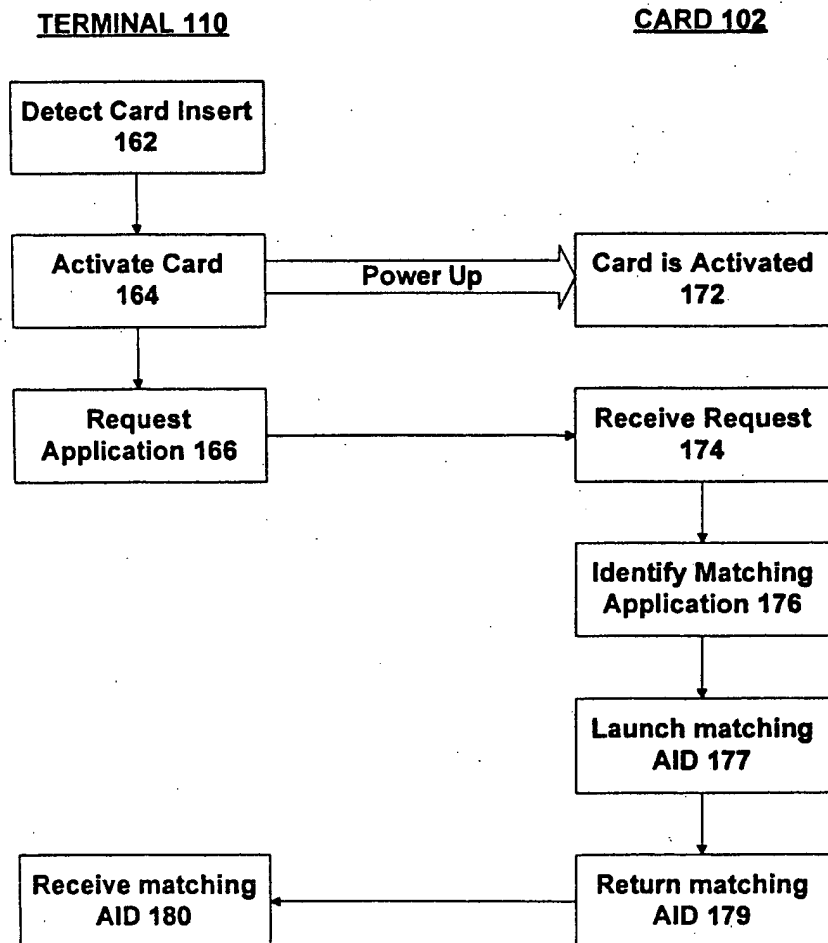 TERMINAL 110
CARD 102
Detect Card Insert
162
Activate Card
164
Power Up
Card is Activated
172
Request
Application 166
Receive Request
174
Identify Matching
Application 176
Launch matching
AID 177
Receive matching
AID 180
Return matching
AID 179